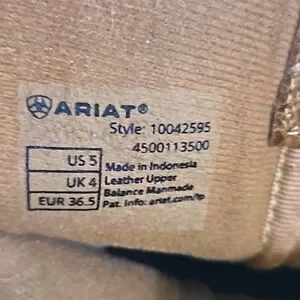 ARIAT®
Style: 10042595
4500113500
US 5
UK 4
EUR 36.5
Made in Indonesia
Leather Upper
Balance Manmade
Pat. Info: ariat.com/ip